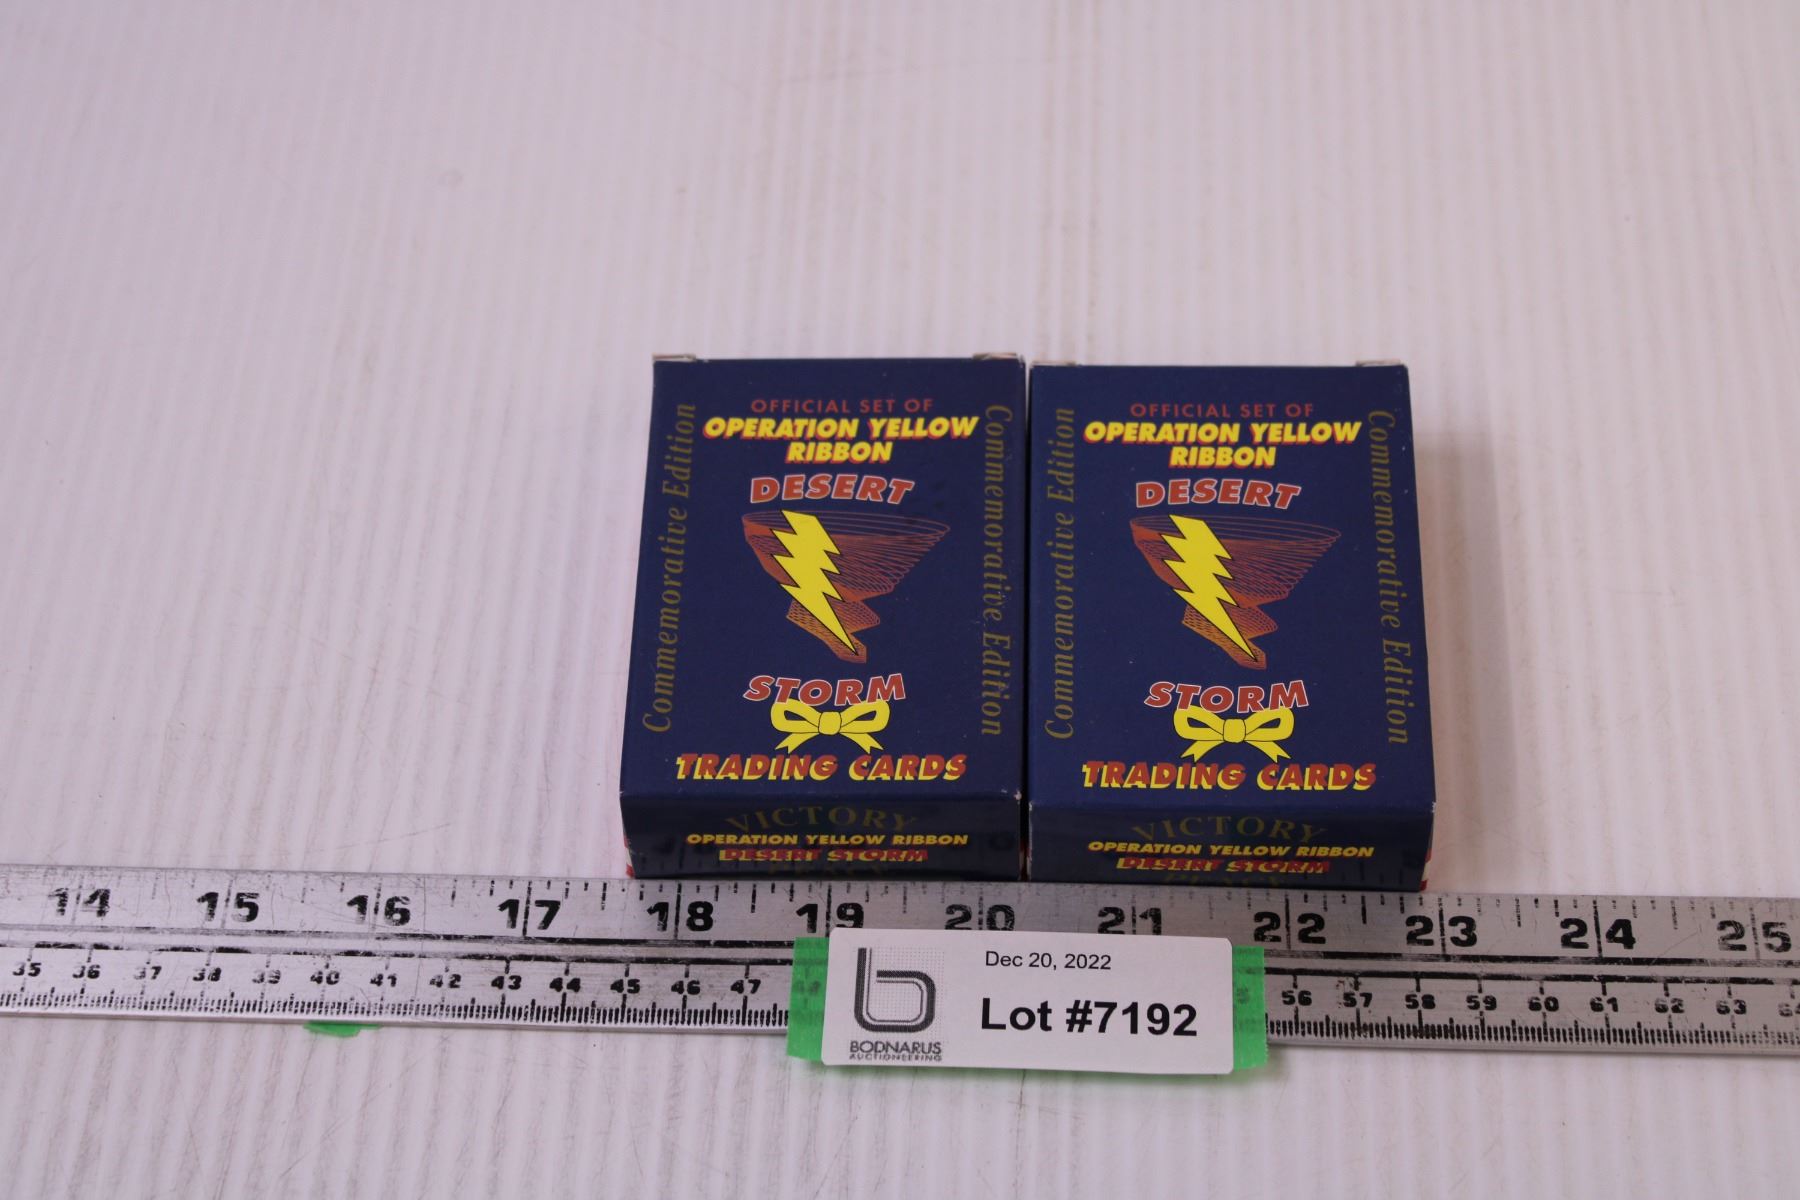 OFFICIAL SET OF
OPERATION YELLOW
RIBBON
DESERT
STORM
TRADING CARDS
Commemorative Edition
Commemorative Edition
VICTORY
OPERATION YELLOW RIBBON
DESERT STORM
OFFICIAL SET OF
OPERATION YELLOW
RIBBON
DESERT
STORM
TRADING CARDS
Commemorative Edition
Commemorative Edition
VICTORY
OPERATION YELLOW RIBBON
DESERT STORM
14 15 16 17 18 19 20 21 22 23 24 25
35 36 37 38 39 40 41 42 43 44 45 46 47 56 57 58 59 60 61 62 63
Dec 20, 2022
Lot #7192
b
BODNARUS
AUCTIONEERING